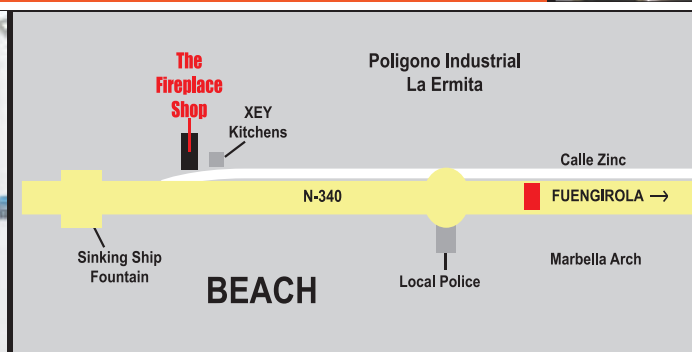 The
Fireplace
Shop
Poligono Industrial
La Ermita
XEY
Kitchens
Calle Zinc
N-340
FUENGIROLA →
Sinking Ship
Fountain
BEACH
Local Police
Marbella Arch